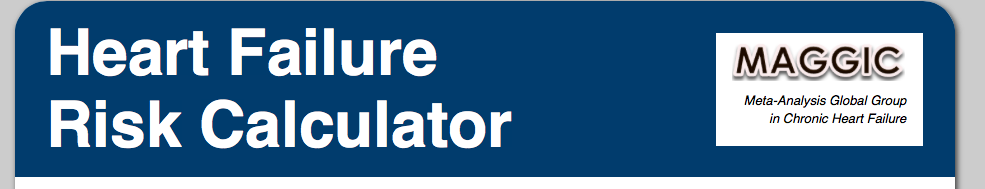 Heart Failure
Risk Calculator
MAGGIC
Meta-Analysis Global Group
in Chronic Heart Failure